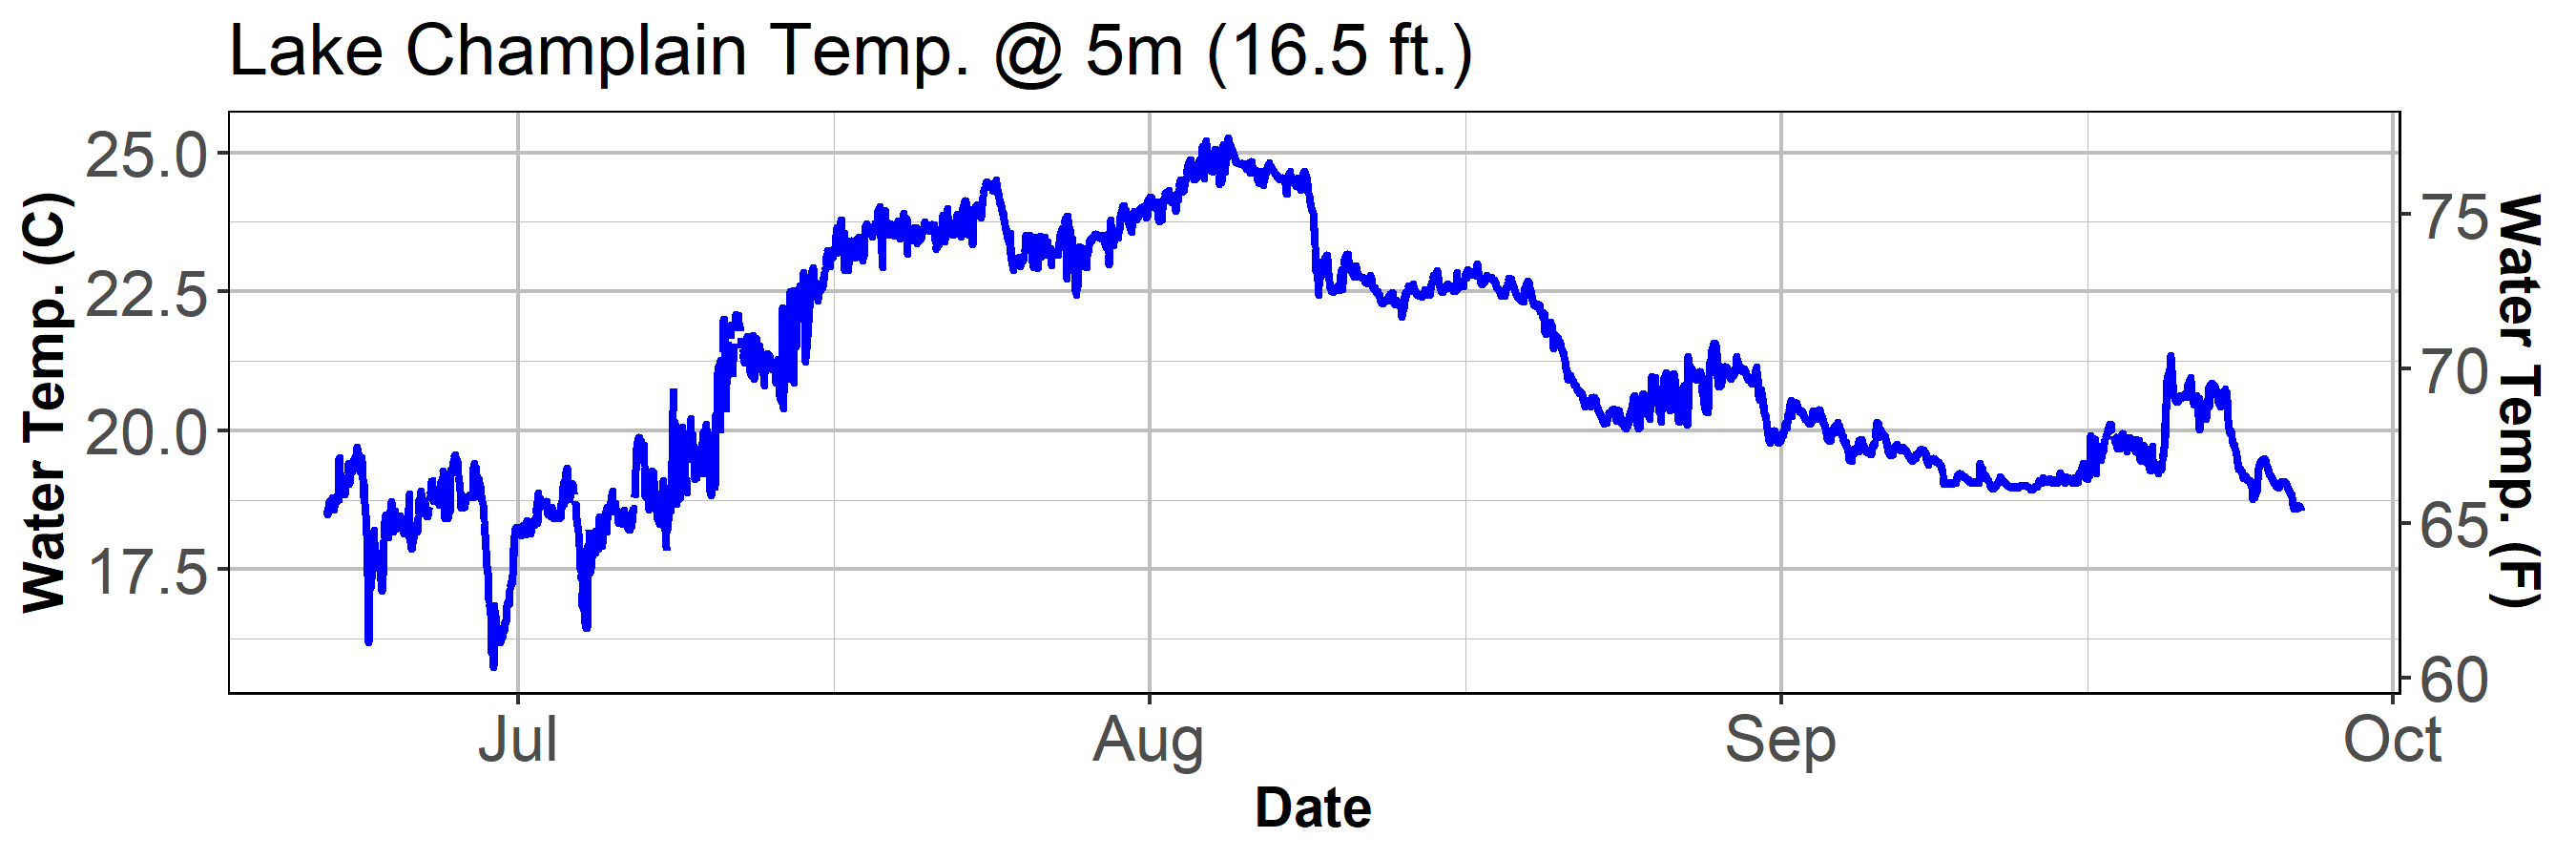 Lake Champlain Temp. @ 5m (16.5 ft.)
Water Temp. (C)
25.0
22.5
20.0
17.5
75
70
65
60
Water Temp. (F)
Jul Aug Sep Oct
Date